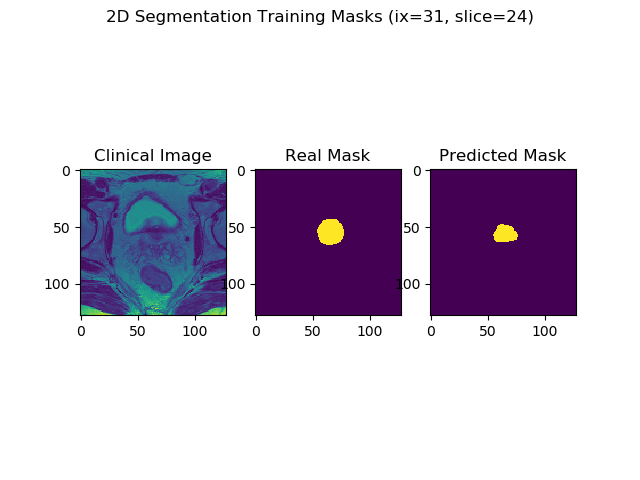 2D Segmentation Training Masks (ix=31, slice=24)
Clinical Image Real Mask Predicted Mask
0 0 0
50 50 50
100 100 100
0 50 100 0 50 100 0 50 100